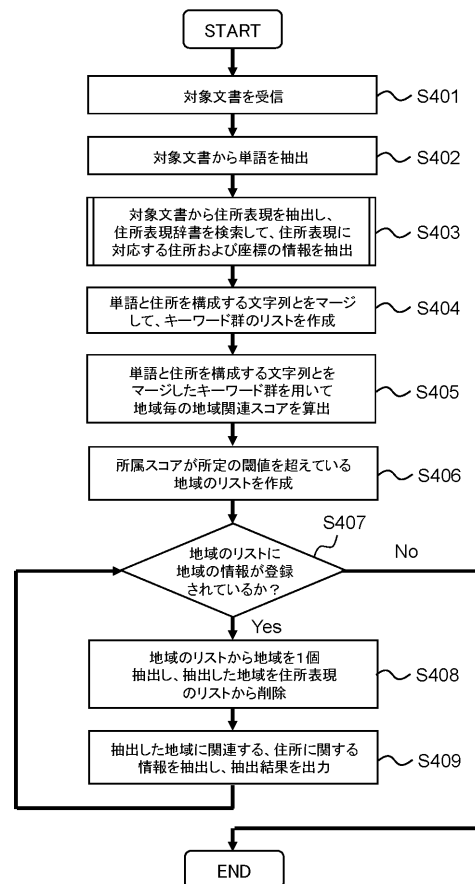 START
対象文書を受信
S401
対象文書から単語を抽出
S402
対象文書から住所表現を抽出し、
住所表現辞書を検索して、住所表現に
対応する住所および座標の情報を抽出
S403
単語と住所を構成する文字列とをマージ
して、キーワード群のリストを作成
S404
単語と住所を構成する文字列とを
マージしたキーワード群を用いて
地域毎の地域関連スコアを算出
S405
所属スコアが所定の閾値を超えている
地域のリストを作成
S406
S407
地域のリストに
地域の情報が登録
されているか？
No
Yes
地域のリストから地域を１個
抽出し、抽出した地域を住所表現
のリストから削除
S408
抽出した地域に関連する、住所に関する
情報を抽出し、抽出結果を出力
S409
END